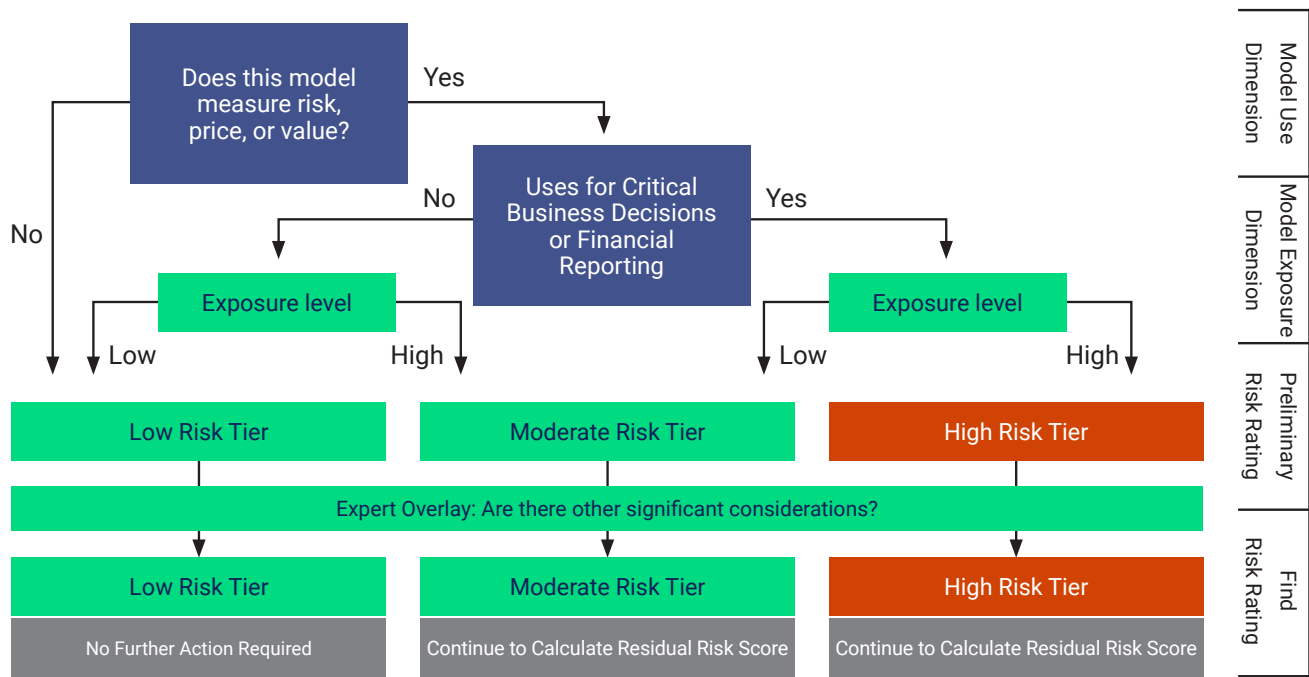 Does this model
measure risk,
price, or value?
Yes
No
Uses for Critical
Business Decisions
or Financial
Reporting
No
Yes
Exposure level
Low
High
Exposure level
Low
High
Low Risk Tier
Moderate Risk Tier
High Risk Tier
Expert Overlay: Are there other significant considerations?
Low Risk Tier
Moderate Risk Tier
High Risk Tier
No Further Action Required
Continue to Calculate Residual Risk Score
Continue to Calculate Residual Risk Score
Model Use
Dimension
Model Exposure
Dimension
Preliminary
Risk Rating
Find
Risk Rating